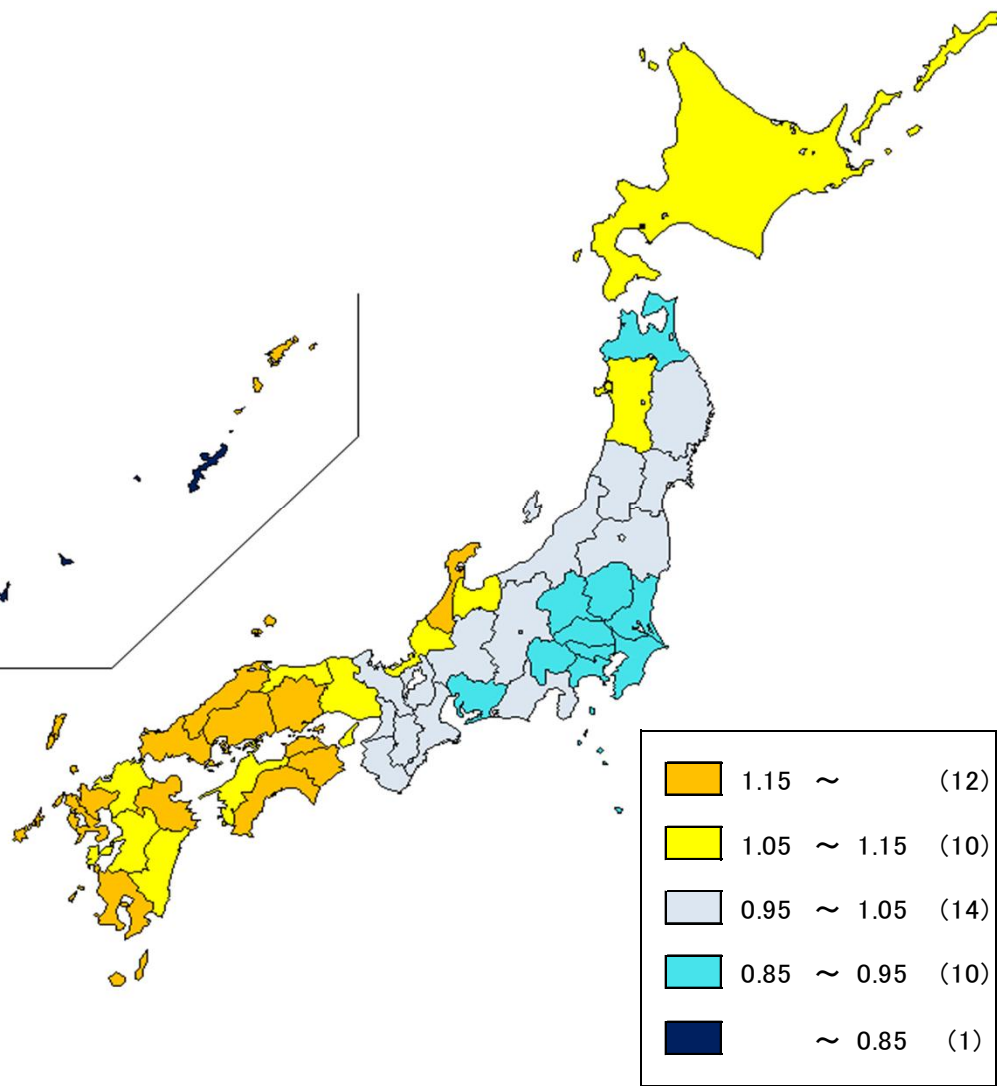 1.15 ～ （12）
1.05 ～ 1.15 （10）
0.95 ～ 1.05 （14）
0.85 ～ 0.95 （10）
～ 0.85 （1）